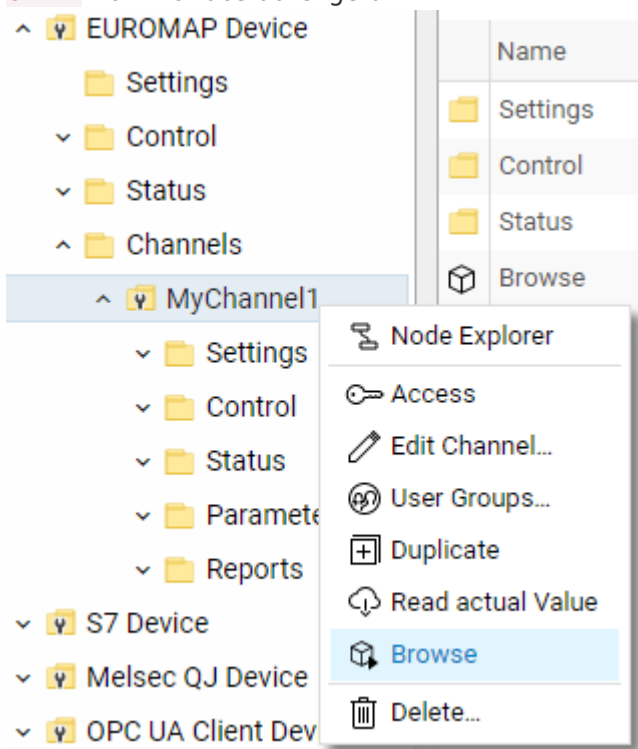 EUROMAP Device
Settings
Control
Status
Channels
MyChannel1
Settings
Control
Status
Paramete
Reports
S7 Device
Melsec QJ Device
OPC UA Client Dev
Name
Settings
Control
Status
Browse
Node Explorer
Access
Edit Channel...
User Groups...
Duplicate
Read actual Value
Browse
Delete...